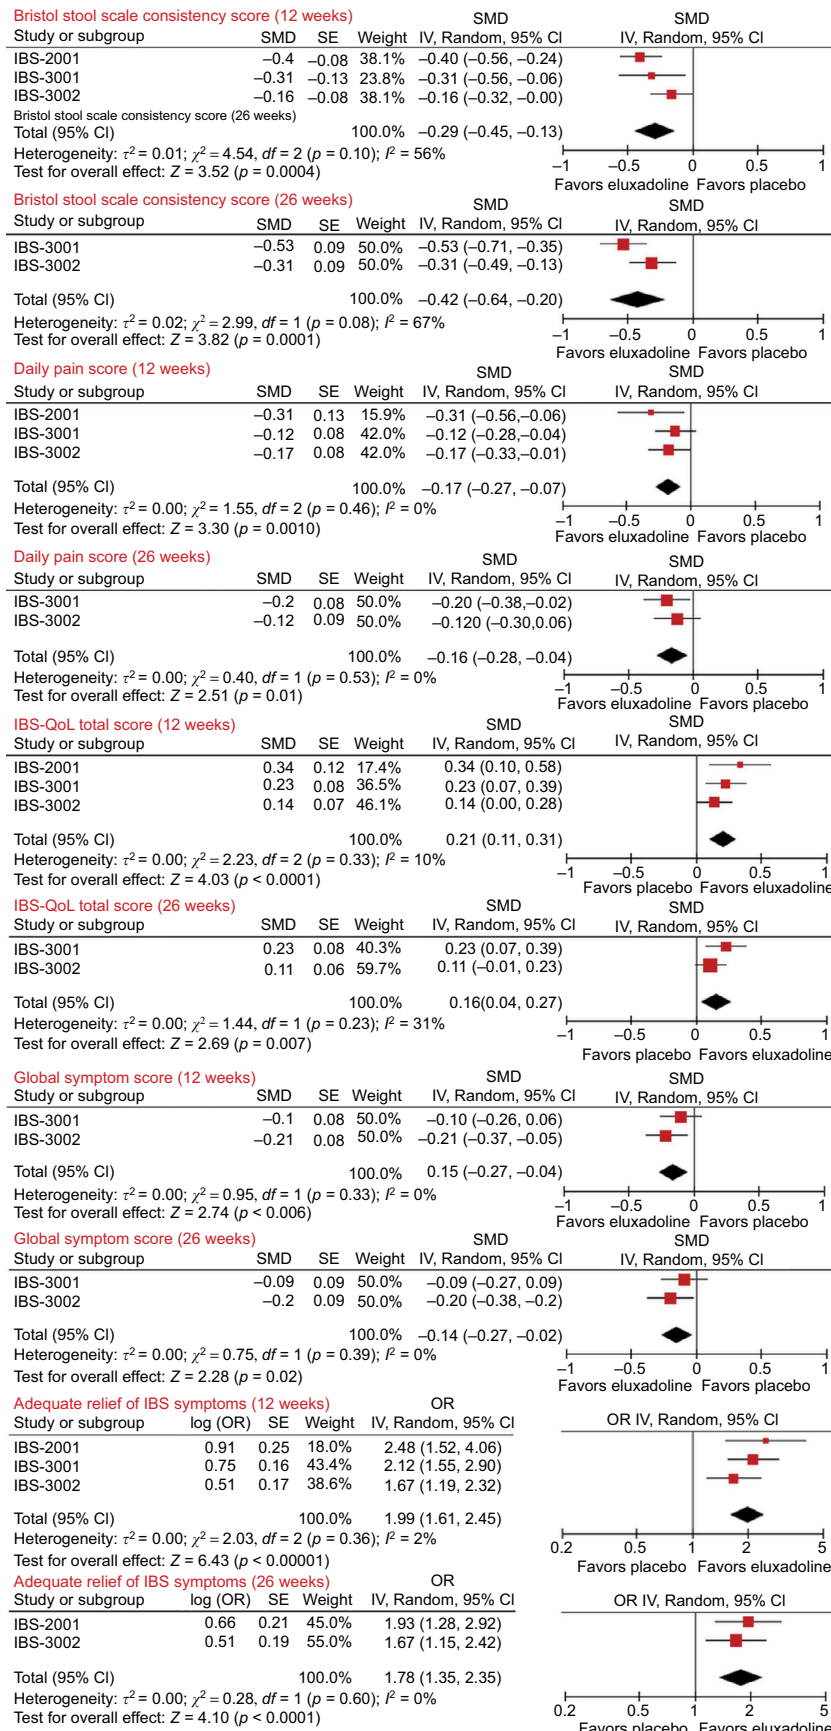 Bristol stool scale consistency score (12 weeks) SMD SMD
Study or subgroup SMD SE Weight IV, Random, 95% CI IV, Random, 95% CI
IBS-2001 –0.4 –0.08 38.1% –0.40 (–0.56, –0.24)
IBS-3001 –0.31 –0.13 23.8% –0.31 (–0.56, –0.06)
IBS-3002 –0.16 –0.08 38.1% –0.16 (–0.32, –0.00)
Bristol stool scale consistency score (26 weeks)
Total (95% CI) 100.0% –0.29 (–0.45, –0.13)
Heterogeneity: τ² = 0.01; χ² = 4.54, df = 2 (p = 0.10); I² = 56%
–1 –0.5 0 0.5 1
Test for overall effect: Z = 3.52 (p = 0.0004)
Favors eluxadoline Favors placebo
Bristol stool scale consistency score (26 weeks) SMD SMD
Study or subgroup SMD SE Weight IV, Random, 95% CI IV, Random, 95% CI
IBS-3001 –0.53 0.09 50.0% –0.53 (–0.71, –0.35)
IBS-3002 –0.31 0.09 50.0% –0.31 (–0.49, –0.13)
Total (95% CI) 100.0% –0.42 (–0.64, –0.20)
Heterogeneity: τ² = 0.02; χ² = 2.99, df = 1 (p = 0.08); I² = 67%
–1 –0.5 0 0.5 1
Test for overall effect: Z = 3.82 (p = 0.0001)
Favors eluxadoline Favors placebo
Daily pain score (12 weeks) SMD SMD
Study or subgroup SMD SE Weight IV, Random, 95% CI IV, Random, 95% CI
IBS-2001 –0.31 0.13 15.9% –0.31 (–0.56,–0.06)
IBS-3001 –0.12 0.08 42.0% –0.12 (–0.28,–0.04)
IBS-3002 –0.17 0.08 42.0% –0.17 (–0.33,–0.01)
Total (95% CI) 100.0% –0.17 (–0.27, –0.07)
Heterogeneity: τ² = 0.00; χ² = 1.55, df = 2 (p = 0.46); I² = 0%
–1 –0.5 0 0.5 1
Test for overall effect: Z = 3.30 (p = 0.0010)
Favors eluxadoline Favors placebo
Daily pain score (26 weeks) SMD SMD
Study or subgroup SMD SE Weight IV, Random, 95% CI IV, Random, 95% CI
IBS-3001 –0.2 0.08 50.0% –0.20 (–0.38,–0.02)
IBS-3002 –0.12 0.09 50.0% –0.120 (–0.30,0.06)
Total (95% CI) 100.0% –0.16 (–0.28, –0.04)
Heterogeneity: τ² = 0.00; χ² = 0.40, df = 1 (p = 0.53); I² = 0%
–1 –0.5 0 0.5 1
Test for overall effect: Z = 2.51 (p = 0.01)
Favors eluxadoline Favors placebo
IBS-QoL total score (12 weeks) SMD SMD
Study or subgroup SMD SE Weight IV, Random, 95% CI IV, Random, 95% CI
IBS-2001 0.34 0.12 17.4% 0.34 (0.10, 0.58)
IBS-3001 0.23 0.08 36.5% 0.23 (0.07, 0.39)
IBS-3002 0.14 0.07 46.1% 0.14 (0.00, 0.28)
Total (95% CI) 100.0% 0.21 (0.11, 0.31)
Heterogeneity: τ² = 0.00; χ² = 2.23, df = 2 (p = 0.33); I² = 10%
–1 –0.5 0 0.5 1
Test for overall effect: Z = 4.03 (p < 0.0001)
Favors placebo Favors eluxadoline
IBS-QoL total score (26 weeks) SMD SMD
Study or subgroup SMD SE Weight IV, Random, 95% CI IV, Random, 95% CI
IBS-3001 0.23 0.08 40.3% 0.23 (0.07, 0.39)
IBS-3002 0.11 0.06 59.7% 0.11 (–0.01, 0.23)
Total (95% CI) 100.0% 0.16(0.04, 0.27)
Heterogeneity: τ² = 0.00; χ² = 1.44, df = 1 (p = 0.23); I² = 31%
–1 –0.5 0 0.5 1
Test for overall effect: Z = 2.69 (p = 0.007)
Favors placebo Favors eluxadoline
Global symptom score (12 weeks) SMD SMD
Study or subgroup SMD SE Weight IV, Random, 95% CI IV, Random, 95% CI
IBS-3001 –0.1 0.08 50.0% –0.10 (–0.26, 0.06)
IBS-3002 –0.21 0.08 50.0% –0.21 (–0.37, –0.05)
Total (95% CI) 100.0% 0.15 (–0.27, –0.04)
Heterogeneity: τ² = 0.00; χ² = 0.95, df = 1 (p = 0.33); I² = 0%
–1 –0.5 0 0.5 1
Test for overall effect: Z = 2.74 (p < 0.006)
Favors eluxadoline Favors placebo
Global symptom score (26 weeks) SMD SMD
Study or subgroup SMD SE Weight IV, Random, 95% CI IV, Random, 95% CI
IBS-3001 –0.09 0.09 50.0% –0.09 (–0.27, 0.09)
IBS-3002 –0.2 0.09 50.0% –0.20 (–0.38, –0.2)
Total (95% CI) 100.0% –0.14 (–0.27, –0.02)
Heterogeneity: τ² = 0.00; χ² = 0.75, df = 1 (p = 0.39); I² = 0%
–1 –0.5 0 0.5 1
Test for overall effect: Z = 2.28 (p = 0.02)
Favors eluxadoline Favors placebo
Adequate relief of IBS symptoms (12 weeks) OR
Study or subgroup log (OR) SE Weight IV, Random, 95% CI OR IV, Random, 95% CI
IBS-2001 0.91 0.25 18.0% 2.48 (1.52, 4.06)
IBS-3001 0.75 0.16 43.4% 2.12 (1.55, 2.90)
IBS-3002 0.51 0.17 38.6% 1.67 (1.19, 2.32)
Total (95% CI) 100.0% 1.99 (1.61, 2.45)
Heterogeneity: τ² = 0.00; χ² = 2.03, df = 2 (p = 0.36); I² = 2%
0.2 0.5 1 2 5
Test for overall effect: Z = 6.43 (p < 0.00001)
Favors placebo Favors eluxadoline
Adequate relief of IBS symptoms (26 weeks) OR
Study or subgroup log (OR) SE Weight IV, Random, 95% CI OR IV, Random, 95% CI
IBS-2001 0.66 0.21 45.0% 1.93 (1.28, 2.92)
IBS-3002 0.51 0.19 55.0% 1.67 (1.15, 2.42)
Total (95% CI) 100.0% 1.78 (1.35, 2.35)
Heterogeneity: τ² = 0.00; χ² = 0.28, df = 1 (p = 0.60); I² = 0%
0.2 0.5 1 2 5
Test for overall effect: Z = 4.10 (p < 0.0001)
Favors placebo Favors eluxadoline